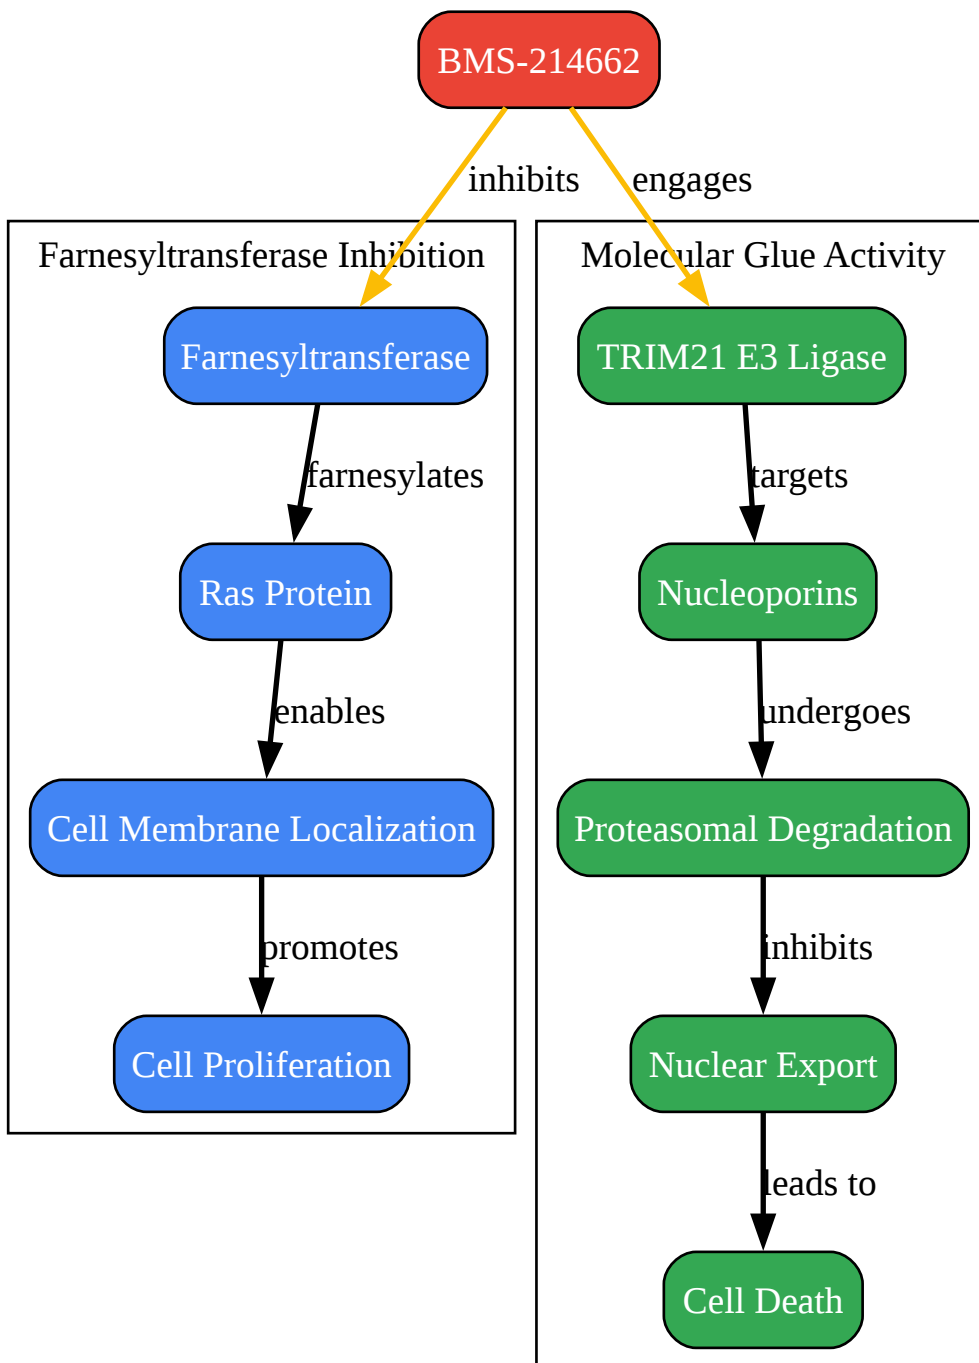 BMS-214662
inhibits
engages
Farnesyltransferase Inhibition
Molecular Glue Activity
Farnesyltransferase
TRIM21 E3 Ligase
farnesylates
targets
Ras Protein
Nucleoporins
enables
undergoes
Cell Membrane Localization
Proteasomal Degradation
promotes
inhibits
Cell Proliferation
Nuclear Export
leads to
Cell Death